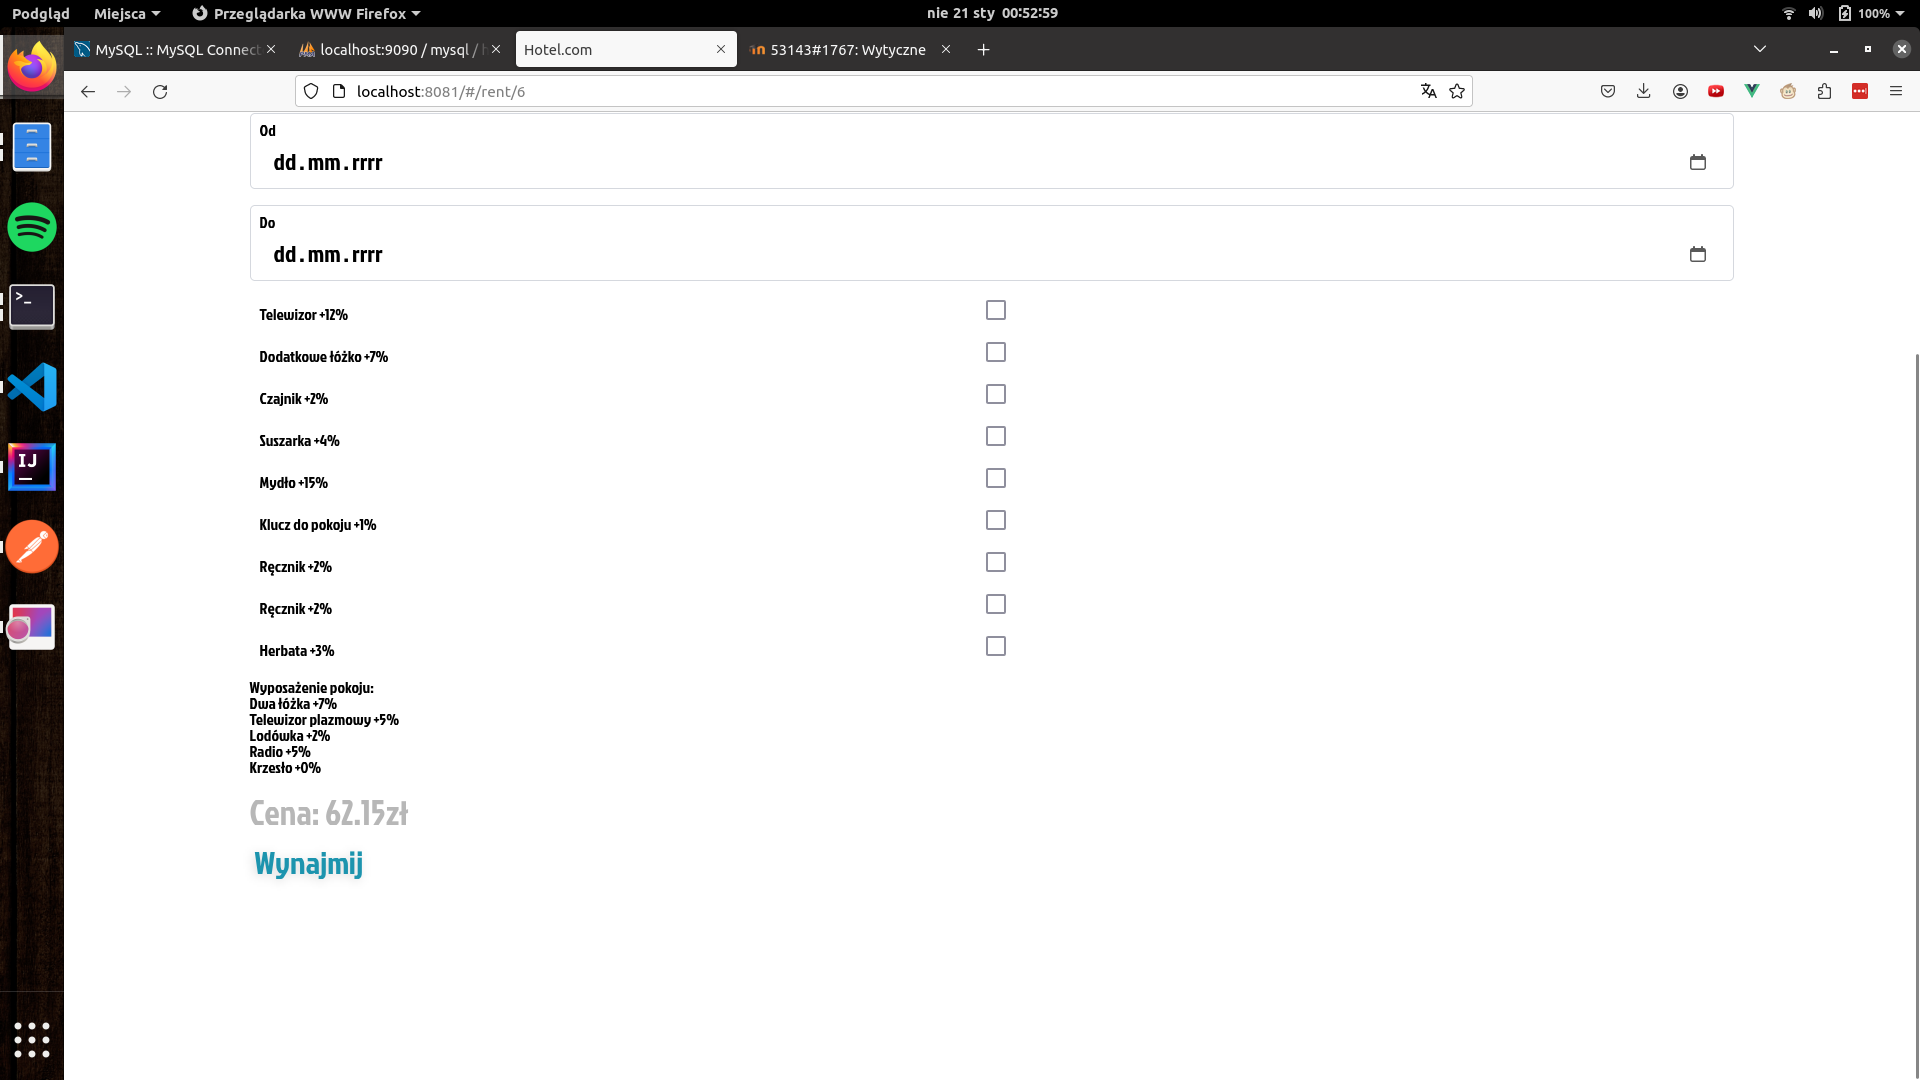 Podgląd Miejsca Przeglądarka WWW Firefox nie 21 sty 00:52:59 100%
MySQL :: MySQL Connect localhost:9090 / mysql / Hotel.com 53143#1767: Wytyczne
localhost:8081/#/rent/6
Od
dd.mm.rrrr
Do
dd.mm.rrrr
Telewizor +12%
Dodatkowe łóżko +7%
Czajnik +2%
Suszarka +4%
Mydło +15%
Klucz do pokoju +1%
Ręcznik +2%
Ręcznik +2%
Herbata +3%
Wyposażenie pokoju:
Dwa łóżka +7%
Telewizor plazmowy +5%
Lodówka +2%
Radio +5%
Krzesło +0%
Cena: 62.15zł
Wynajmij
>_
IJ